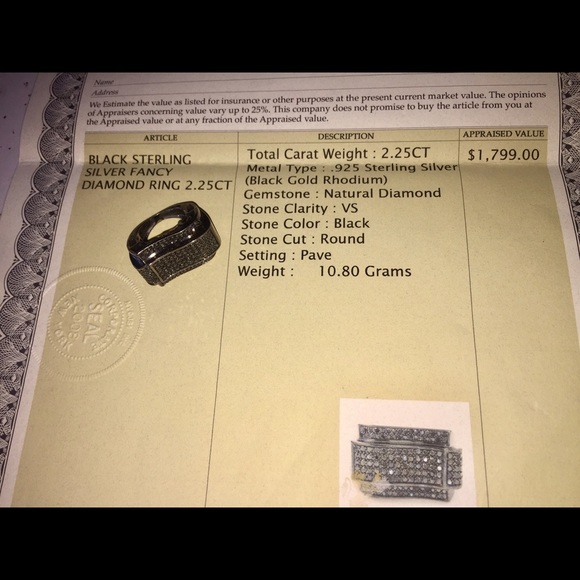 Name
Address
We Estimate the value as listed for insurance or other purposes at the present current market value. The opinions
of Appraisers concerning value vary up to 25%. This company does not promise to buy the article from you at
the Appraised value or at any fraction of the Appraised value.
ARTICLE DESCRIPTION APPRAISED VALUE
BLACK STERLING
SILVER FANCY
DIAMOND RING 2.25CT
Total Carat Weight : 2.25CT
Metal Type : .925 Sterling Silver
(Black Gold Rhodium)
Gemstone : Natural Diamond
Stone Clarity : VS
Stone Color : Black
Stone Cut : Round
Setting : Pave
Weight : 10.80 Grams
$1,799.00
SEAL